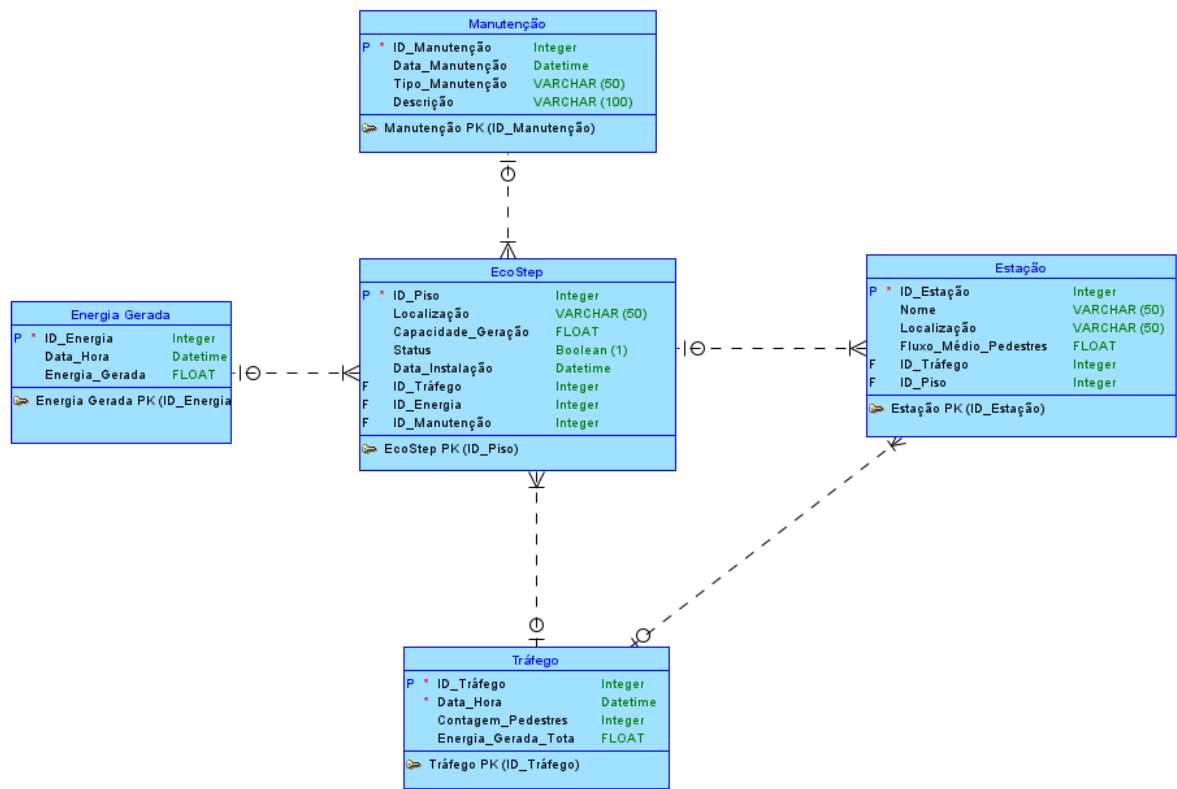 Manutenção
P * ID_Manutenção Integer
Data_Manutenção Datetime
Tipo_Manutenção VARCHAR (50)
Descrição VARCHAR (100)
Manutenção PK (ID_Manutenção)
EcoStep
P * ID_Piso Integer
Localização VARCHAR (50)
Capacidade_Geração FLOAT
Status Boolean (1)
Data_Instalação Datetime
F ID_Tráfego Integer
F ID_Energia Integer
F ID_Manutenção Integer
EcoStep PK (ID_Piso)
Estação
P * ID_Estação Integer
Nome VARCHAR (50)
Localização VARCHAR (50)
Fluxo_Médio_Pedestres FLOAT
F ID_Tráfego Integer
F ID_Piso Integer
Estação PK (ID_Estação)
Energia Gerada
P * ID_Energia Integer
Data_Hora Datetime
Energia_Gerada FLOAT
Energia Gerada PK (ID_Energia
Tráfego
P * ID_Tráfego Integer
* Data_Hora Datetime
Contagem_Pedestres Integer
Energia_Gerada_Tota FLOAT
Tráfego PK (ID_Tráfego)